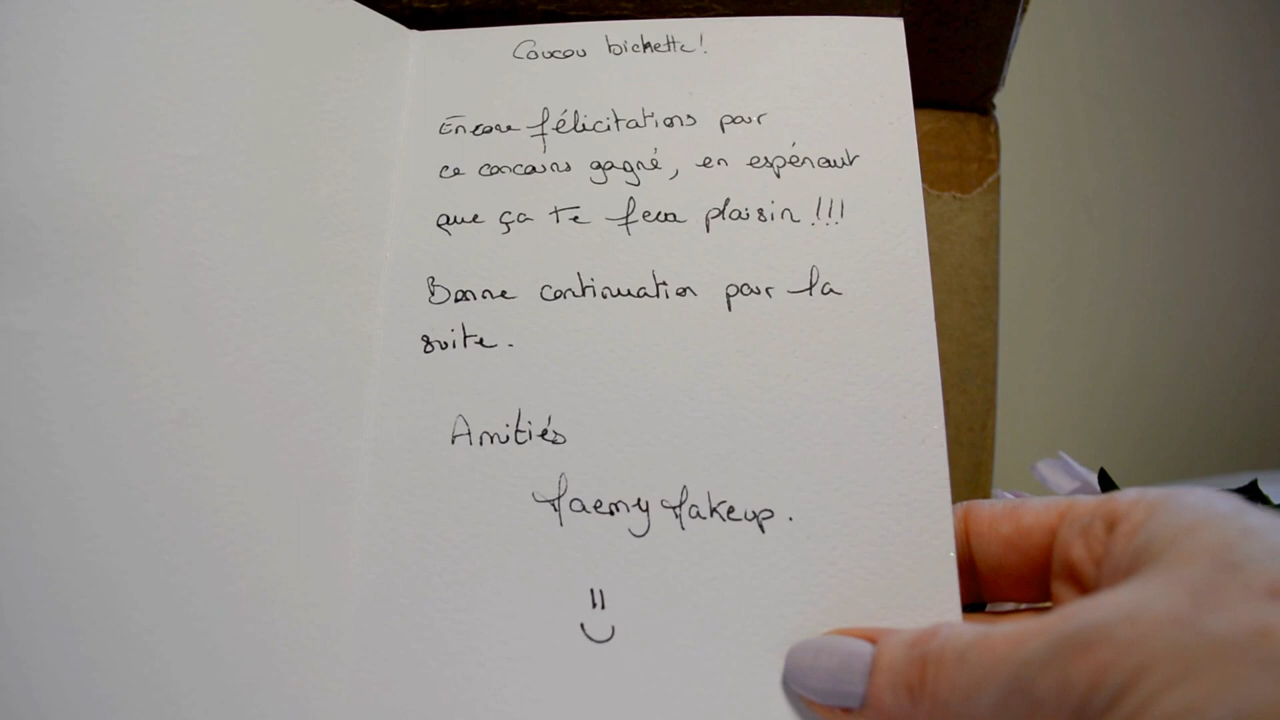 Coucou bichette!
Encore félicitations pour
ce concours gagné, en espérant
que ça te fera plaisir !!!
Bonne continuation pour la
suite.
Amitiés
Maemy Makeup.